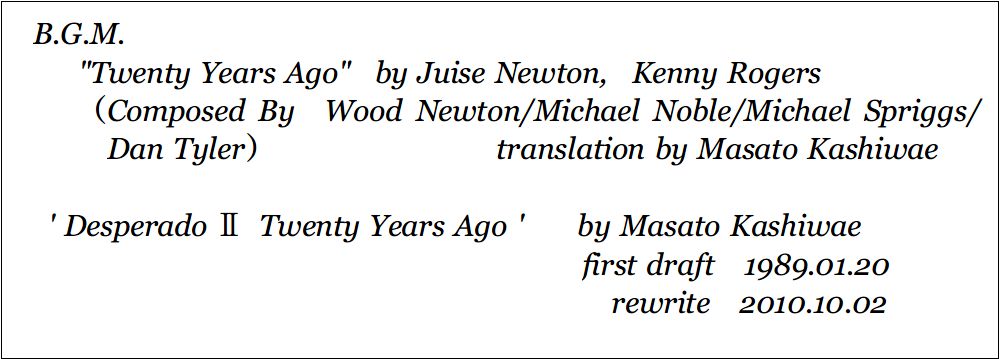 B.G.M.
"Twenty Years Ago" by Juise Newton, Kenny Rogers
(Composed By Wood Newton/Michael Noble/Michael Spriggs/
Dan Tyler) translation by Masato Kashiwae
' Desperado Ⅱ Twenty Years Ago ' by Masato Kashiwae
first draft 1989.01.20
rewrite 2010.10.02